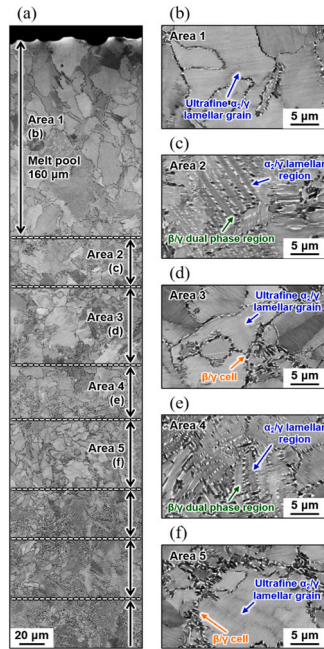 (a)
Area 1
(b)
Melt pool
160 µm
Area 2
(c)
Area 3
(d)
Area 4
(e)
Area 5
(f)
20 µm
(b)
Area 1
Ultrafine α₂/γ
lamellar grain
5 µm
(c)
Area 2
α₂/γ lamellar
region
β/γ dual phase region
5 µm
(d)
Area 3
Ultrafine α₂/γ
lamellar grain
β/γ cell
5 µm
(e)
Area 4
α₂/γ lamellar
region
β/γ dual phase region
5 µm
(f)
Area 5
Ultrafine α₂/γ
lamellar grain
β/γ cell
5 µm